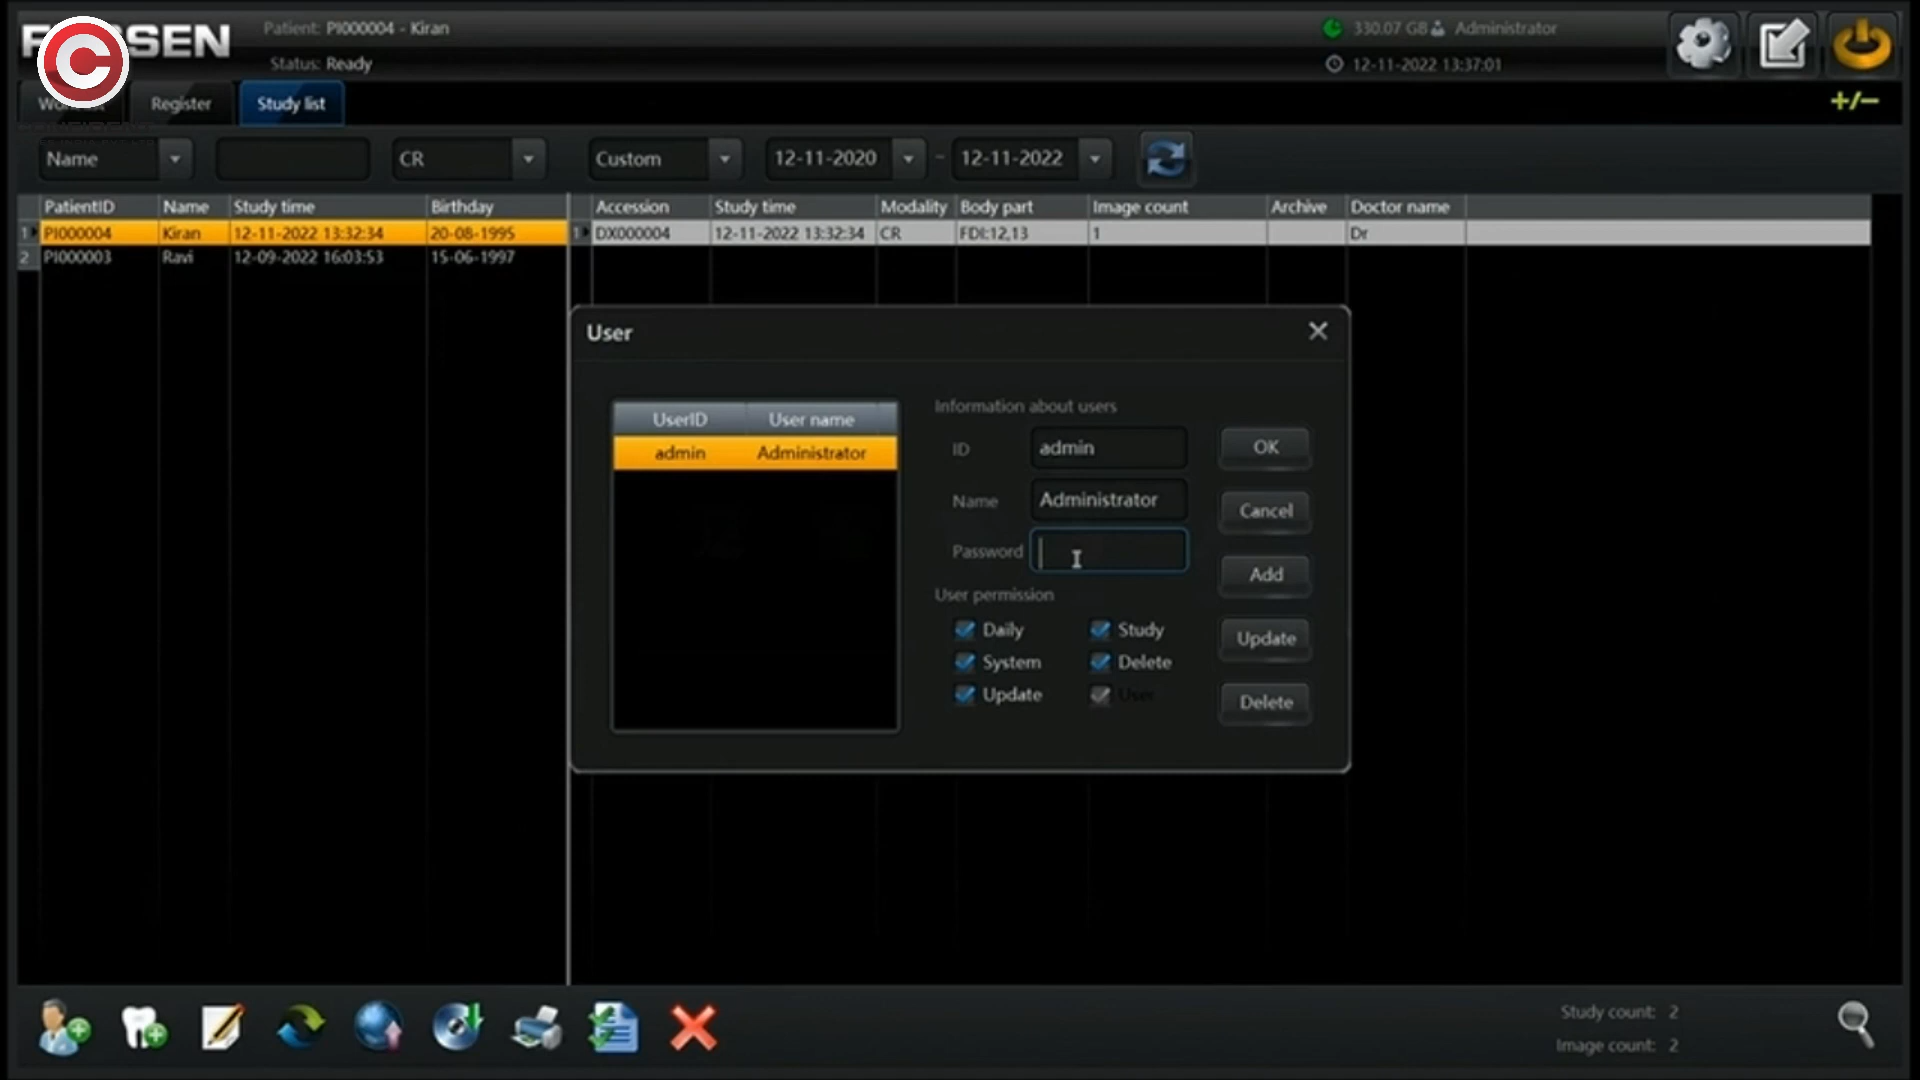 SEN
Patient: PI000004 - Kiran
330.07 GB
Administrator
Status: Ready
12-11-2022 13:37:01
Register
Study list
+/−
Name
CR
Custom
12-11-2020
-
12-11-2022
PatientID Name Study time Birthday
Accession Study time Modality Body part Image count Archive Doctor name
1 PI000004 Kiran 12-11-2022 13:32:34 20-08-1995
1 DX000004 12-11-2022 13:32:34 CR FDI:12,13 1 Dr
2 PI000003 Ravi 12-09-2022 16:03:53 15-06-1997
User
Information about users
UserID User name
admin Administrator
ID admin
OK
Name Administrator
Cancel
Password
Add
User permission
Daily Study
Update
System Delete
Update User
Delete
Study count: 2
Image count: 2